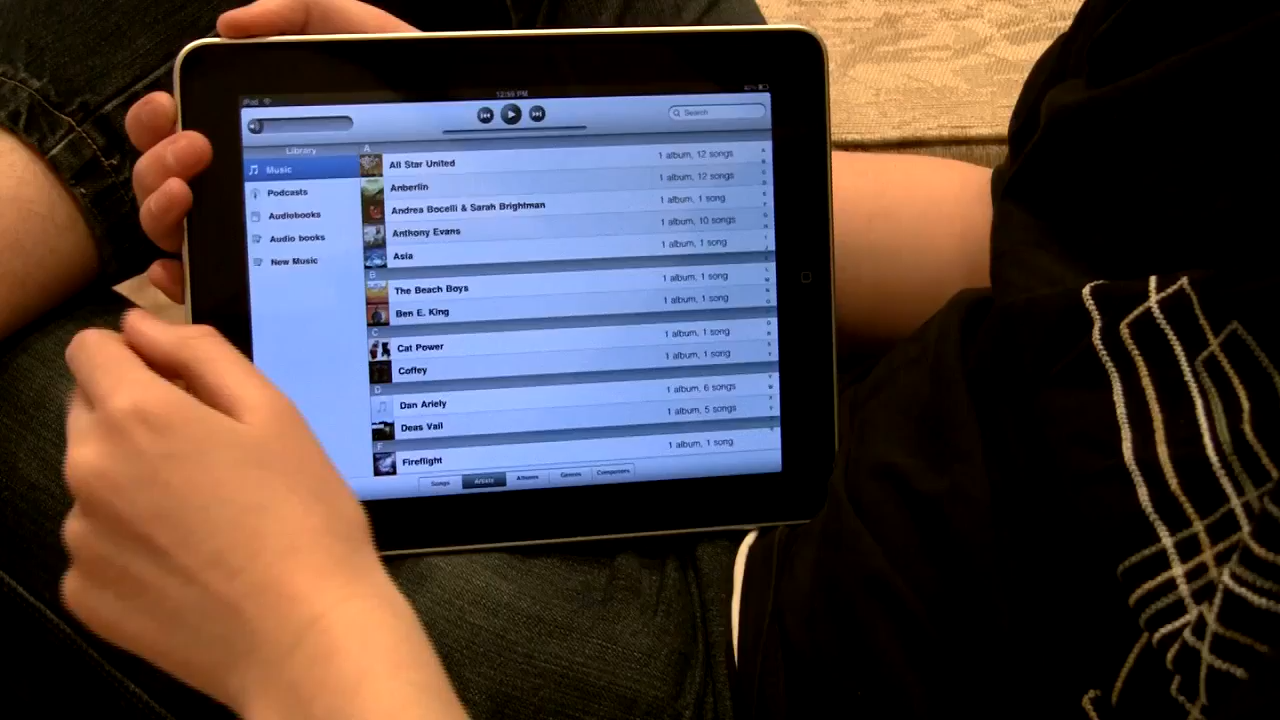 iPad 12:59 PM
Search
Library
Music
Podcasts
Audiobooks
Audio books
New Music
A
All Star United 1 album, 12 songs
Anberlin 1 album, 12 songs
Andrea Bocelli & Sarah Brightman 1 album, 1 song
Anthony Evans 1 album, 10 songs
Asia 1 album, 1 song
B
The Beach Boys 1 album, 1 song
Ben E. King 1 album, 1 song
C
Cat Power 1 album, 1 song
Coffey 1 album, 1 song
D
Dan Ariely 1 album, 6 songs
Deas Vail 1 album, 5 songs
F
Fireflight 1 album, 1 song
Songs Artists Albums Genres Composers